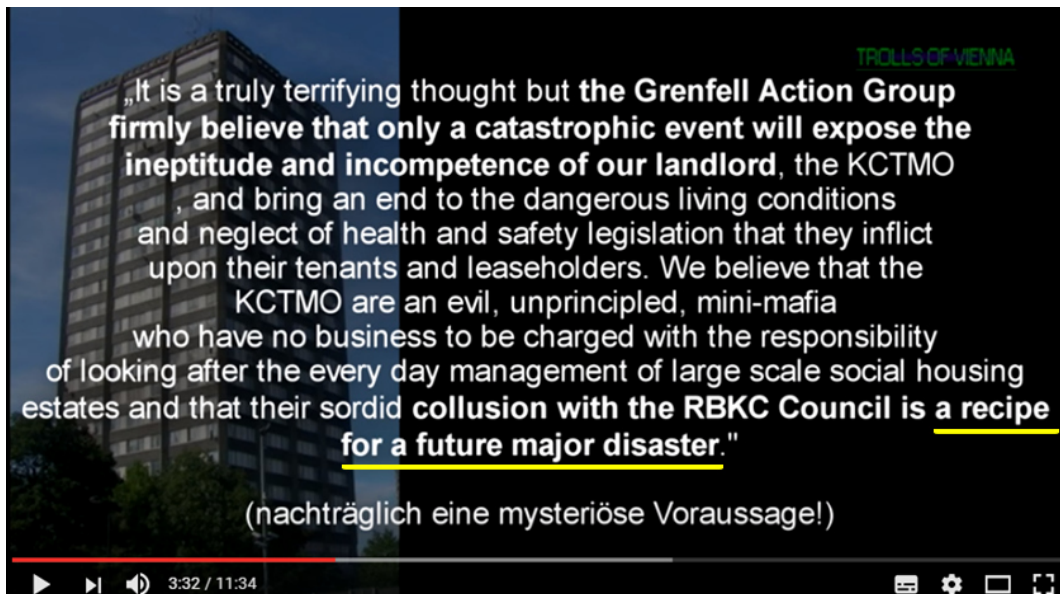 TROLLS OF VIENNA
„It is a truly terrifying thought but the Grenfell Action Group
firmly believe that only a catastrophic event will expose the
ineptitude and incompetence of our landlord, the KCTMO
, and bring an end to the dangerous living conditions
and neglect of health and safety legislation that they inflict
upon their tenants and leaseholders. We believe that the
KCTMO are an evil, unprincipled, mini-mafia
who have no business to be charged with the responsibility
of looking after the every day management of large scale social housing
estates and that their sordid collusion with the RBKC Council is a recipe
for a future major disaster."
(nachträglich eine mysteriöse Voraussage!)
3:32 / 11:34